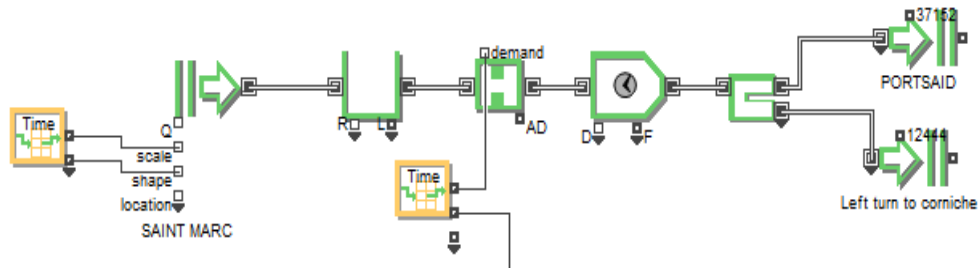 37152
demand
PORTSAID
Time
Q
R
L
AD
D
F
12444
scale
Time
shape
location
Left turn to corniche
SAINT MARC